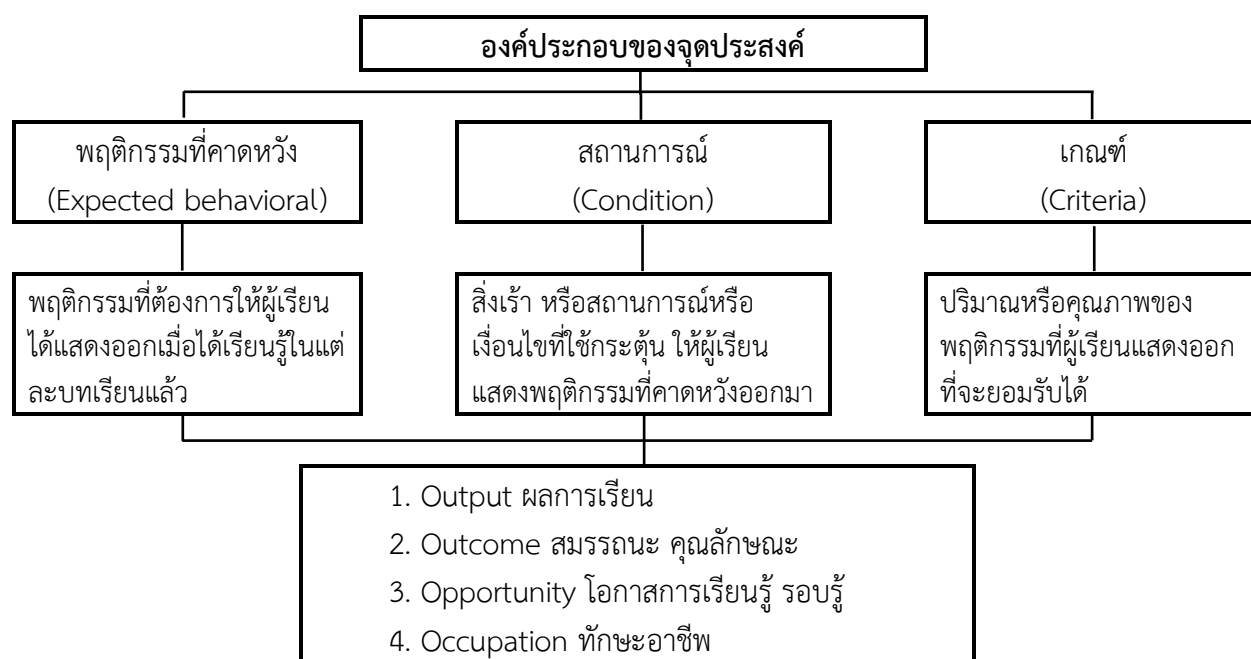 องค์ประกอบของจุดประสงค์
พฤติกรรมที่คาดหวัง
(Expected behavioral)
สถานการณ์
(Condition)
เกณฑ์
(Criteria)
พฤติกรรมที่ต้องการให้ผู้เรียน
ได้แสดงออกเมื่อได้เรียนรู้ในแต่
ละบทเรียนแล้ว
สิ่งเร้า หรือสถานการณ์หรือ
เงื่อนไขที่ใช้กระตุ้น ให้ผู้เรียน
แสดงพฤติกรรมที่คาดหวังออกมา
ปริมาณหรือคุณภาพของ
พฤติกรรมที่ผู้เรียนแสดงออก
ที่จะยอมรับได้
1. Output ผลการเรียน
2. Outcome สมรรถนะ คุณลักษณะ
3. Opportunity โอกาสการเรียนรู้ รอบรู้
4. Occupation ทักษะอาชีพ